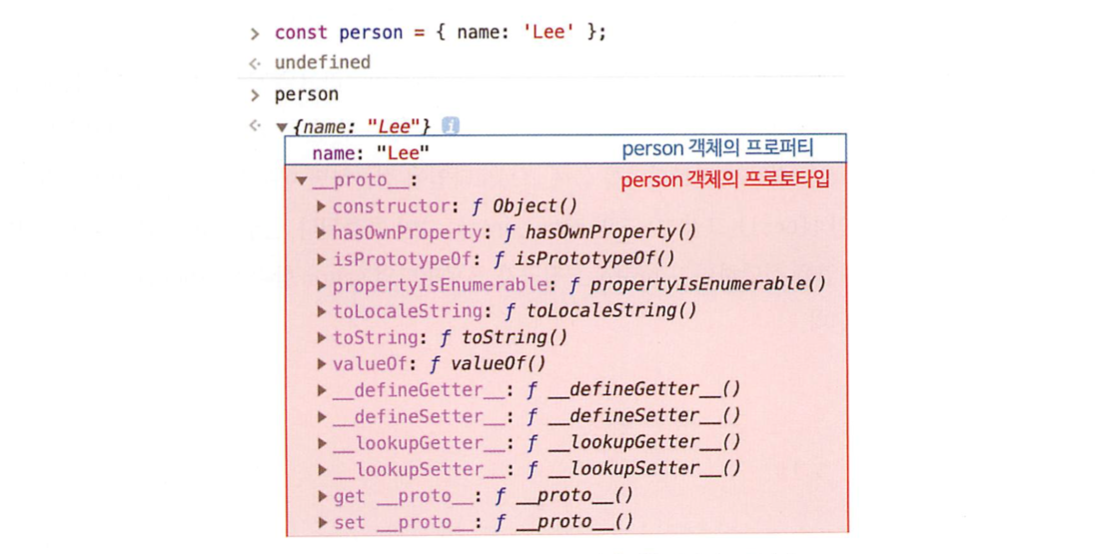 > const person = { name: 'Lee' };
<· undefined
> person
<· ▼{name: "Lee"} i
name: "Lee" person 객체의 프로퍼티
▼__proto__: person 객체의 프로토타입
▶constructor: ƒ Object()
▶hasOwnProperty: ƒ hasOwnProperty()
▶isPrototypeOf: ƒ isPrototypeOf()
▶propertyIsEnumerable: ƒ propertyIsEnumerable()
▶toLocaleString: ƒ toLocaleString()
▶toString: ƒ toString()
▶valueOf: ƒ valueOf()
▶__defineGetter__: ƒ __defineGetter__()
▶__defineSetter__: ƒ __defineSetter__()
▶__lookupGetter__: ƒ __lookupGetter__()
▶__lookupSetter__: ƒ __lookupSetter__()
▶get __proto__: ƒ __proto__()
▶set __proto__: ƒ __proto__()